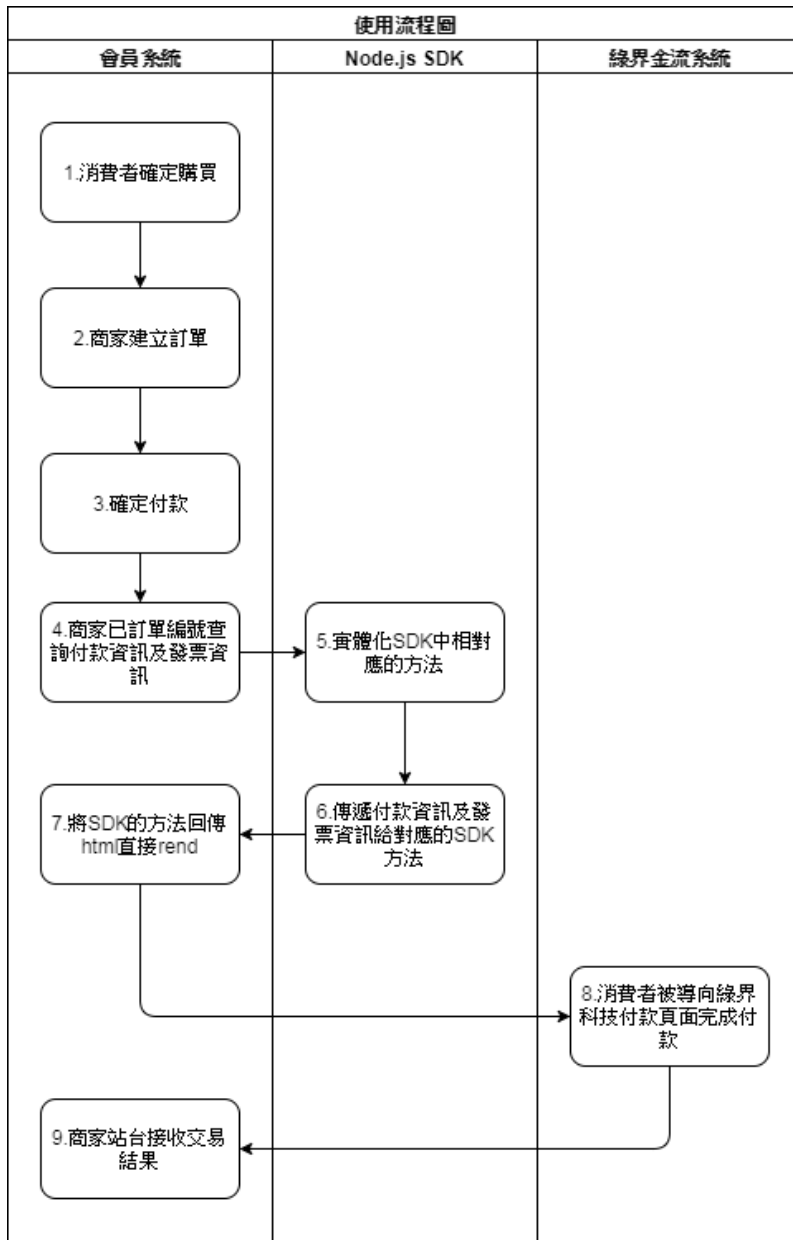 使用流程圖
會員系統
Node.js SDK
綠界金流系統
1.消費者確定購買
2.商家建立訂單
3.確定付款
4.商家已訂單編號查
詢付款資訊及發票資
訊
5.實體化SDK中相對
應的方法
6.傳遞付款資訊及發
票資訊給對應的SDK
方法
7.將SDK的方法回傳
html直接rend
8.消費者被導向綠界
科技付款頁面完成付
款
9.商家站台接收交易
結果